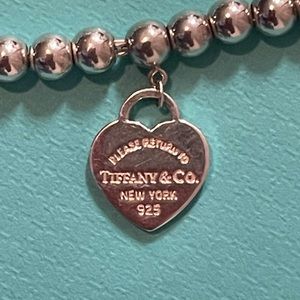 PLEASE RETURN TO
TIFFANY & CO.
NEW YORK
925